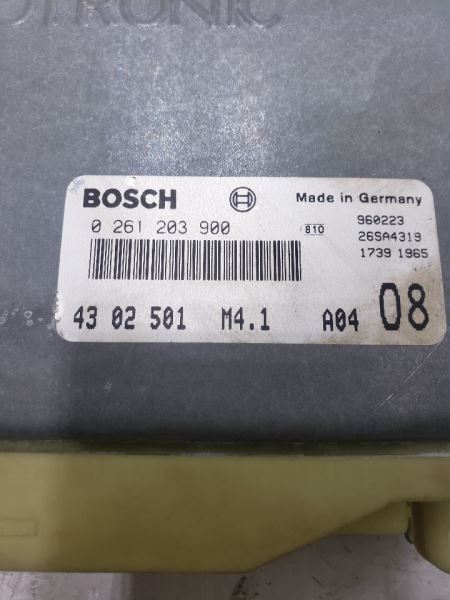 OTRONIC
BOSCH Made in Germany
0 261 203 900 810 960223
26SA4319
1739 1965
43 02 501 M4.1 A04 08